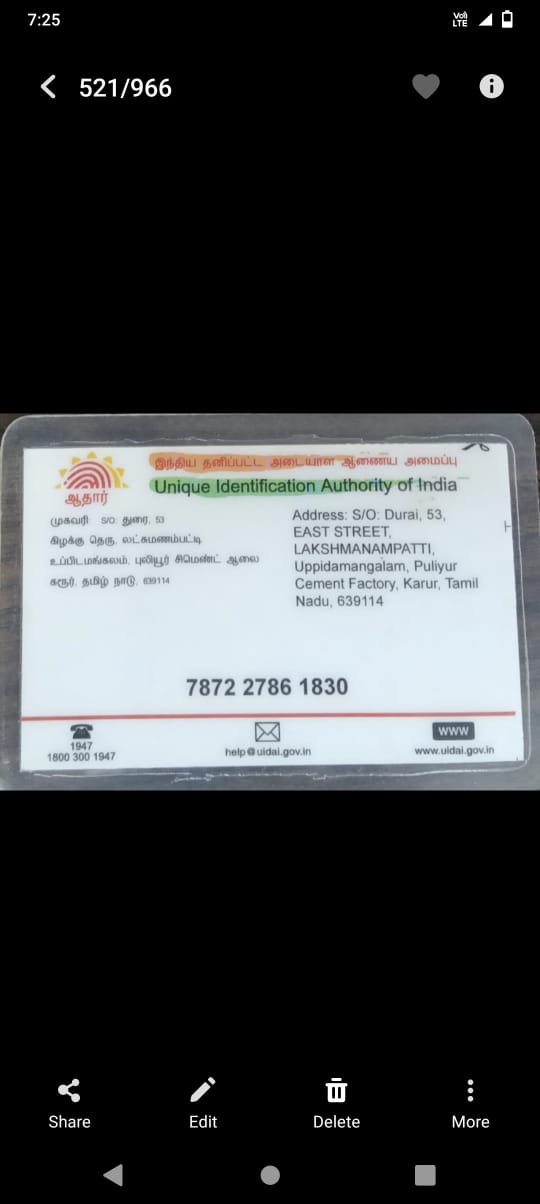 7:25
Vo)) LTE
521/966
இந்திய தனிப்பட்ட அடையாள ஆணைய அமைப்பு
Unique Identification Authority of India
ஆதார்
முகவரி S/O: துரை, 53
கிழக்கு தெரு, லட்சுமணம்பட்டி
உப்பிடமங்கலம், புலியூர் சிமெண்ட் ஆலை
கரூர், தமிழ் நாடு, 639114
Address: S/O: Durai, 53,
EAST STREET,
LAKSHMANAMPATTI,
Uppidamangalam, Puliyur
Cement Factory, Karur, Tamil
Nadu, 639114
7872 2786 1830
1947
1800 300 1947
help@uidai.gov.in
www
www.uidai.gov.in
Share
Edit
Delete
More